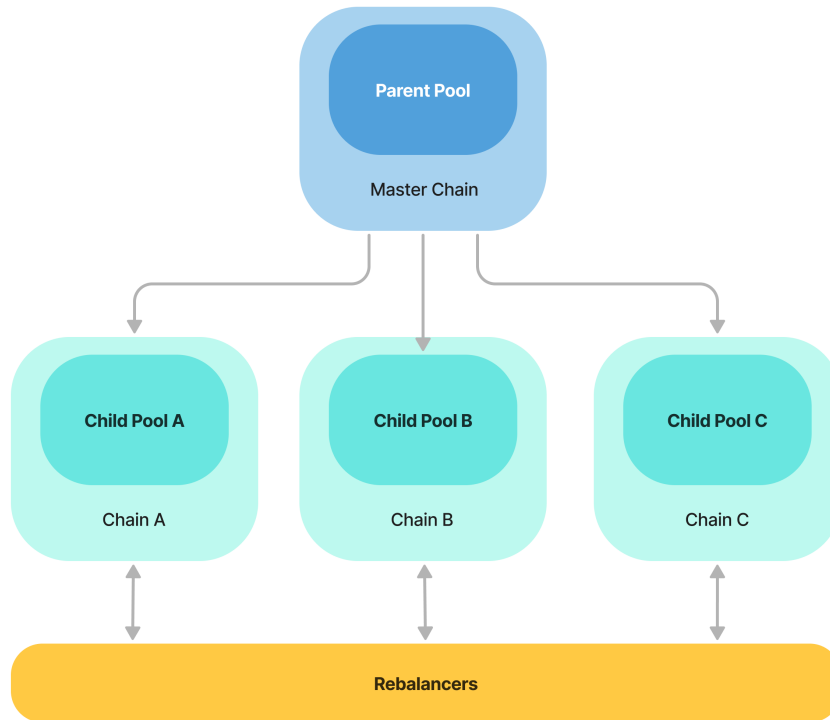 Parent Pool
Master Chain
Child Pool A
Child Pool B
Child Pool C
Chain A
Chain B
Chain C
Rebalancers